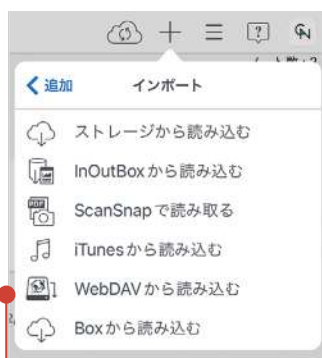 追加
インポート
ストレージから読み込む
InOutBoxから読み込む
ScanSnapで読み取る
iTunesから読み込む
WebDAVから読み込む
Boxから読み込む